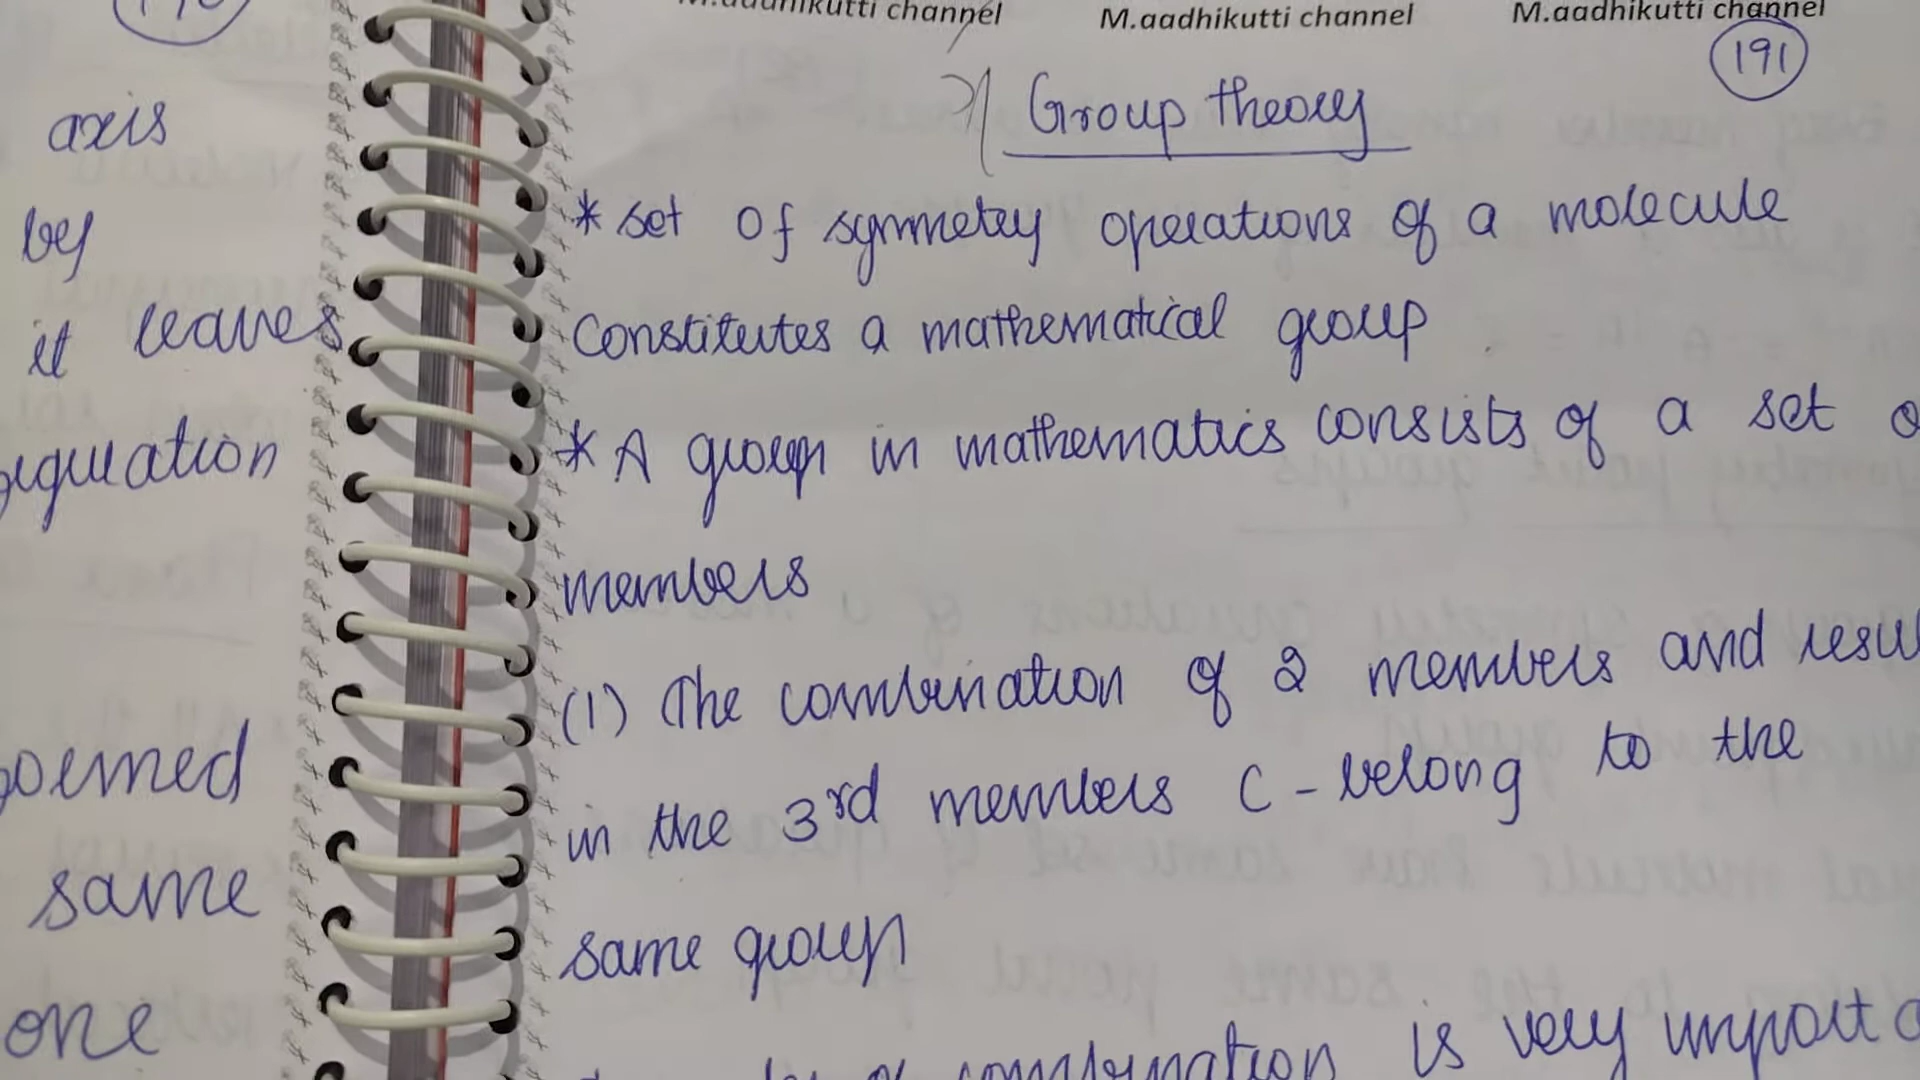 M.aadhikutti channel M.aadhikutti channel M.aadhikutti channel
191
Group theory
* set of symmetry operations of a molecule
constitutes a mathematical group
* A group in mathematics consists of a set
members
(1) The combination of 2 members and
in the 3rd members C - belong to the
same group
combination is very
axis
by
it leaves
same
one